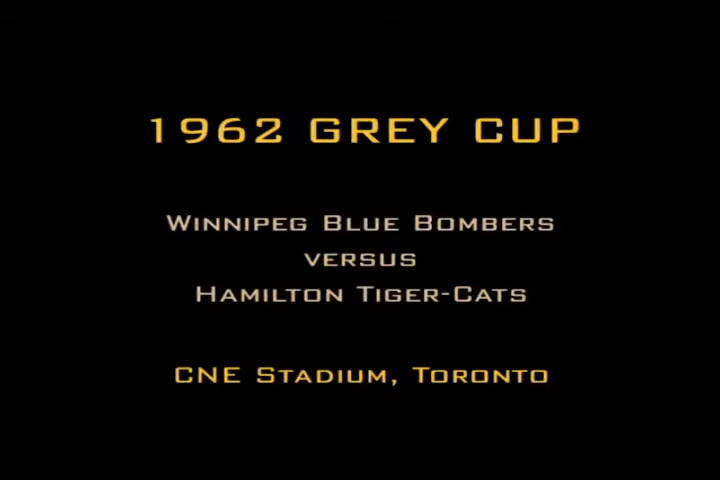 1962 GREY CUP
WINNIPEG BLUE BOMBERS
VERSUS
HAMILTON TIGER-CATS
CNE STADIUM, TORONTO